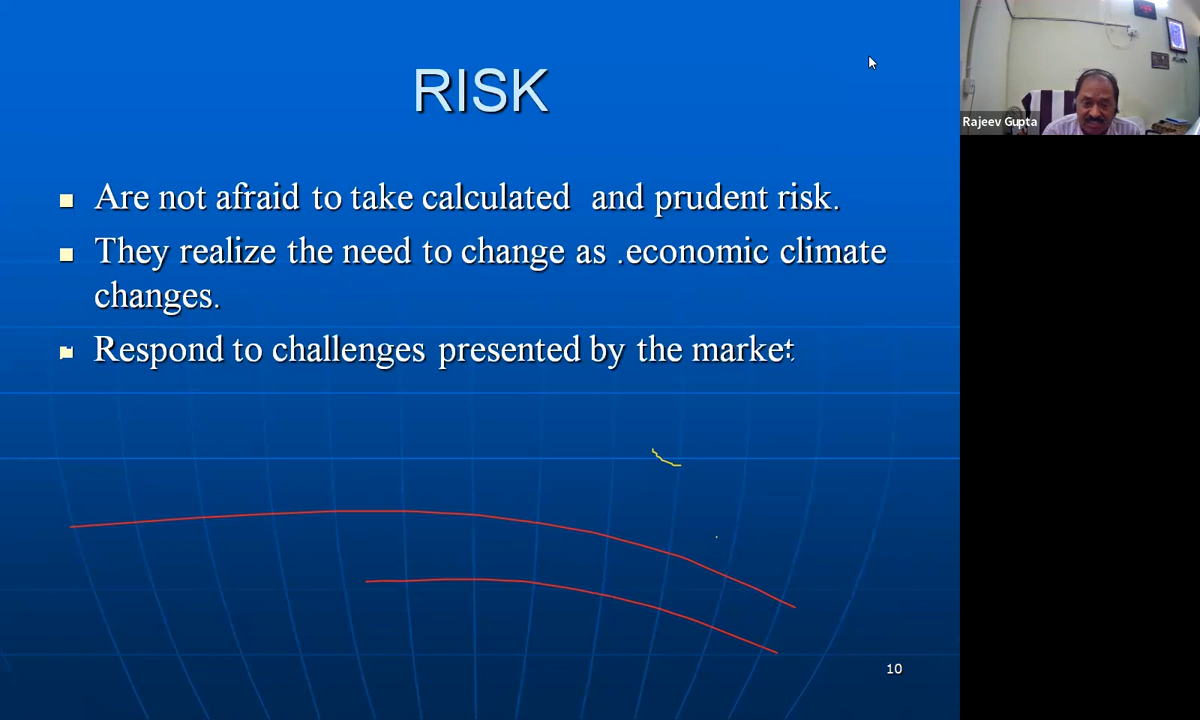 RISK
Are not afraid to take calculated and prudent risk.
They realize the need to change as .economic climate
changes.
Respond to challenges presented by the market.
10
Rajeev Gupta